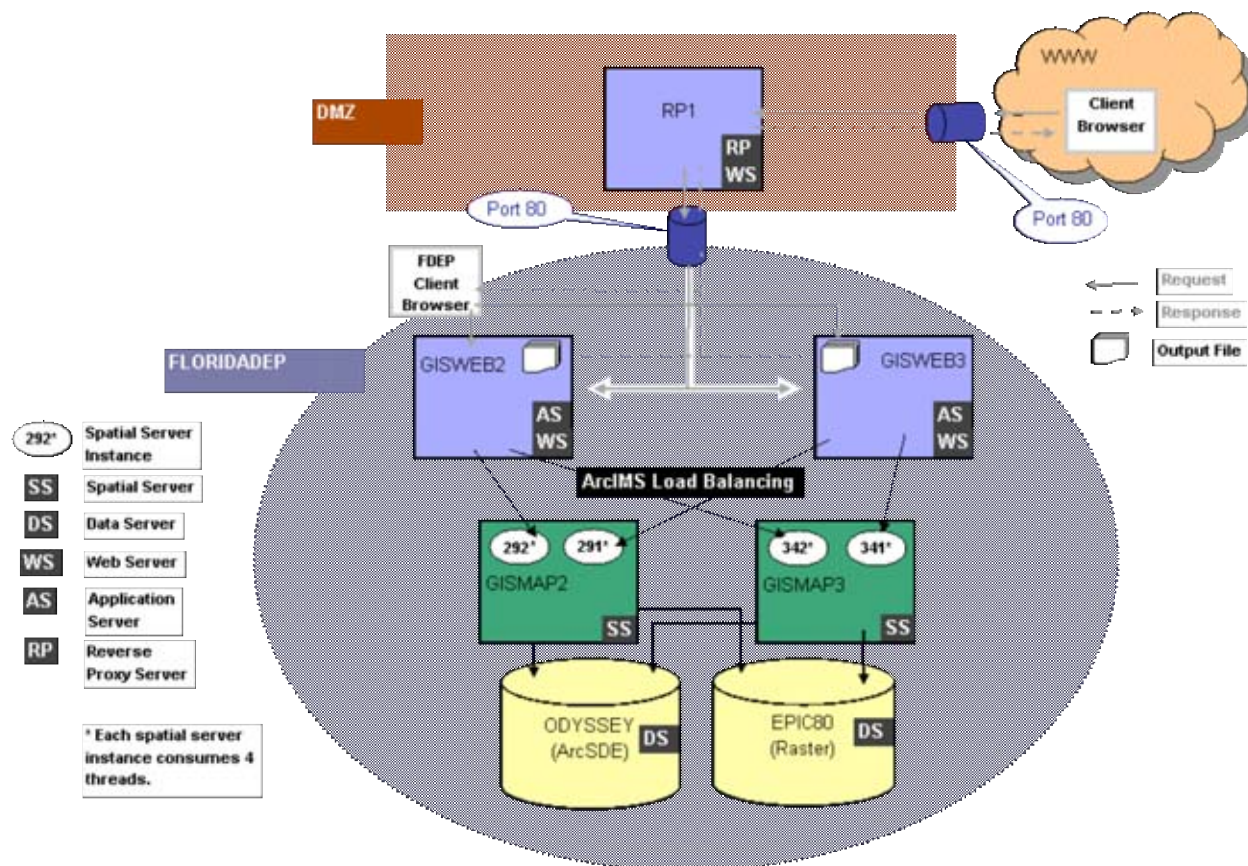 WWW
Client
Browser
DMZ
RP1
RP
WS
Port 80
Port 80
FDEP
Client
Browser
Request
Response
Output File
FLORIDADEP
GISWEB2
AS
WS
GISWEB3
AS
WS
292*
Spatial Server
Instance
SS
Spatial Server
DS
Data Server
WS
Web Server
AS
Application
Server
RP
Reverse
Proxy Server
* Each spatial server
instance consumes 4
threads.
ArcIMS Load Balancing
292*
291*
GISMAP2
SS
342*
341*
GISMAP3
SS
ODYSSEY
(ArcSDE)
DS
EPIC80
(Raster)
DS